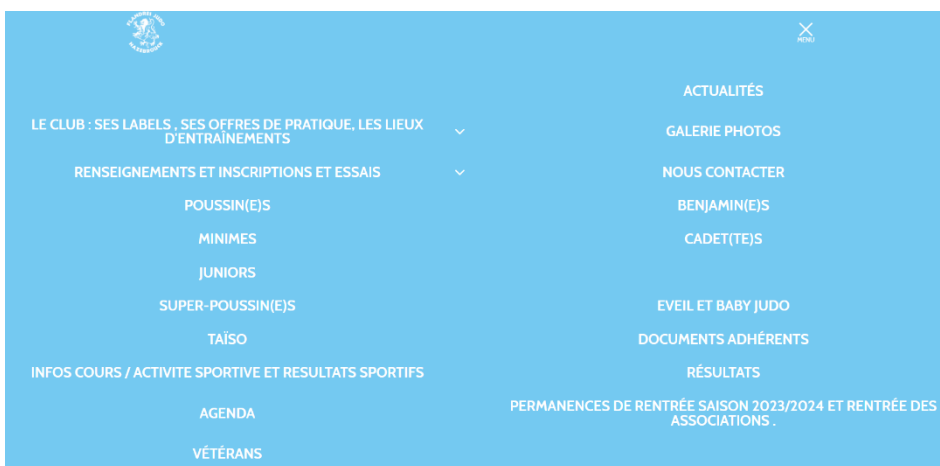 FLANDRES JUDO
HAZEBROUCK
MENU
ACTUALITÉS
LE CLUB : SES LABELS , SES OFFRES DE PRATIQUE, LES LIEUX
D'ENTRAÎNEMENTS
GALERIE PHOTOS
RENSEIGNEMENTS ET INSCRIPTIONS ET ESSAIS
NOUS CONTACTER
POUSSIN(E)S
BENJAMIN(E)S
MINIMES
CADET(TE)S
JUNIORS
SUPER-POUSSIN(E)S
EVEIL ET BABY JUDO
TAÏSO
DOCUMENTS ADHÉRENTS
INFOS COURS / ACTIVITE SPORTIVE ET RESULTATS SPORTIFS
RÉSULTATS
AGENDA
PERMANENCES DE RENTRÉE SAISON 2023/2024 ET RENTRÉE DES
ASSOCIATIONS .
VÉTÉRANS